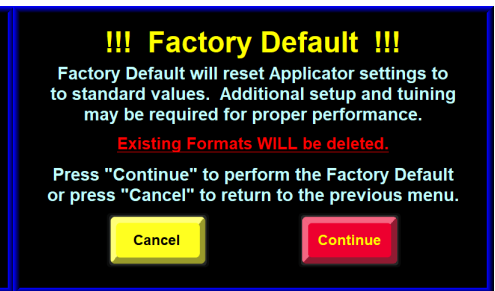 !!! Factory Default !!!
Factory Default will reset Applicator settings to
to standard values. Additional setup and tuining
may be required for proper performance.
Existing Formats WILL be deleted.
Press "Continue" to perform the Factory Default
or press "Cancel" to return to the previous menu.
Cancel
Continue